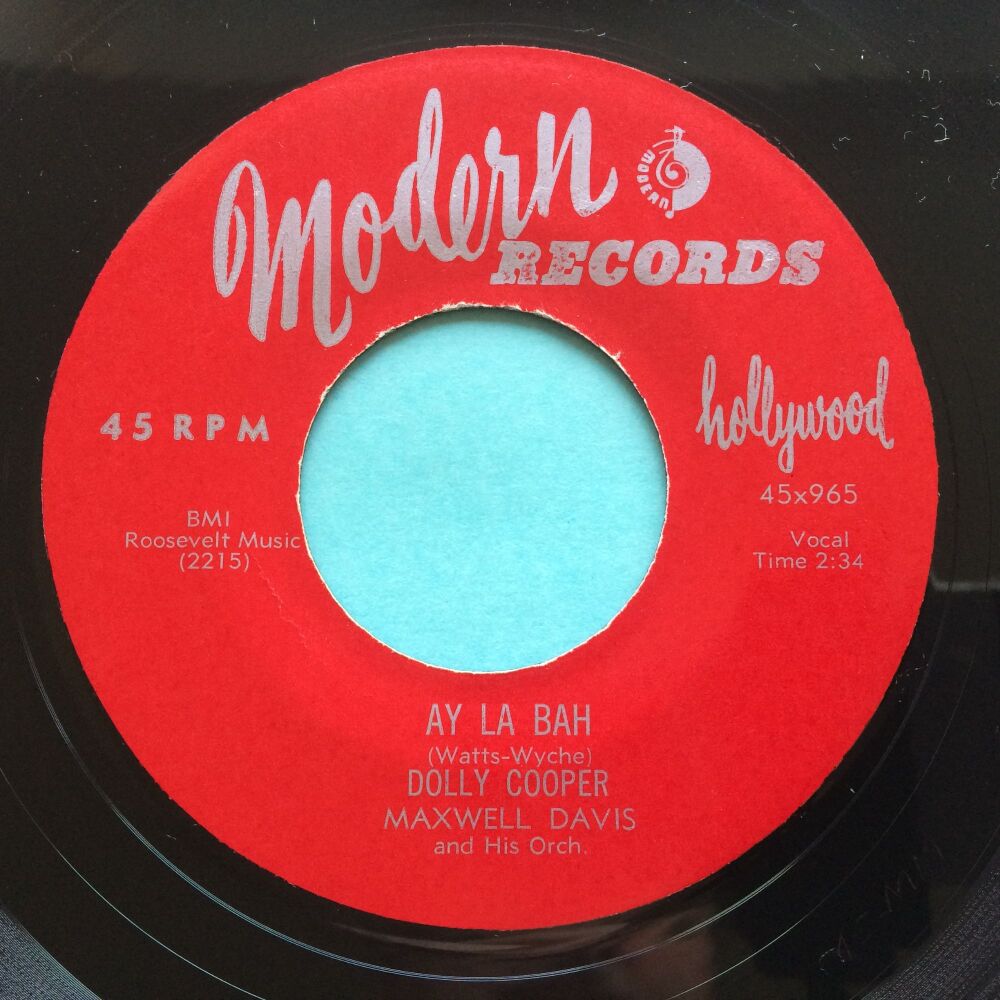 Modern
MODERN
RECORDS
hollywood
45 RPM
45x965
BMI
Roosevelt Music
(2215)
Vocal
Time 2:34
AY LA BAH
(Watts-Wyche)
DOLLY COOPER
MAXWELL DAVIS
and His Orch.